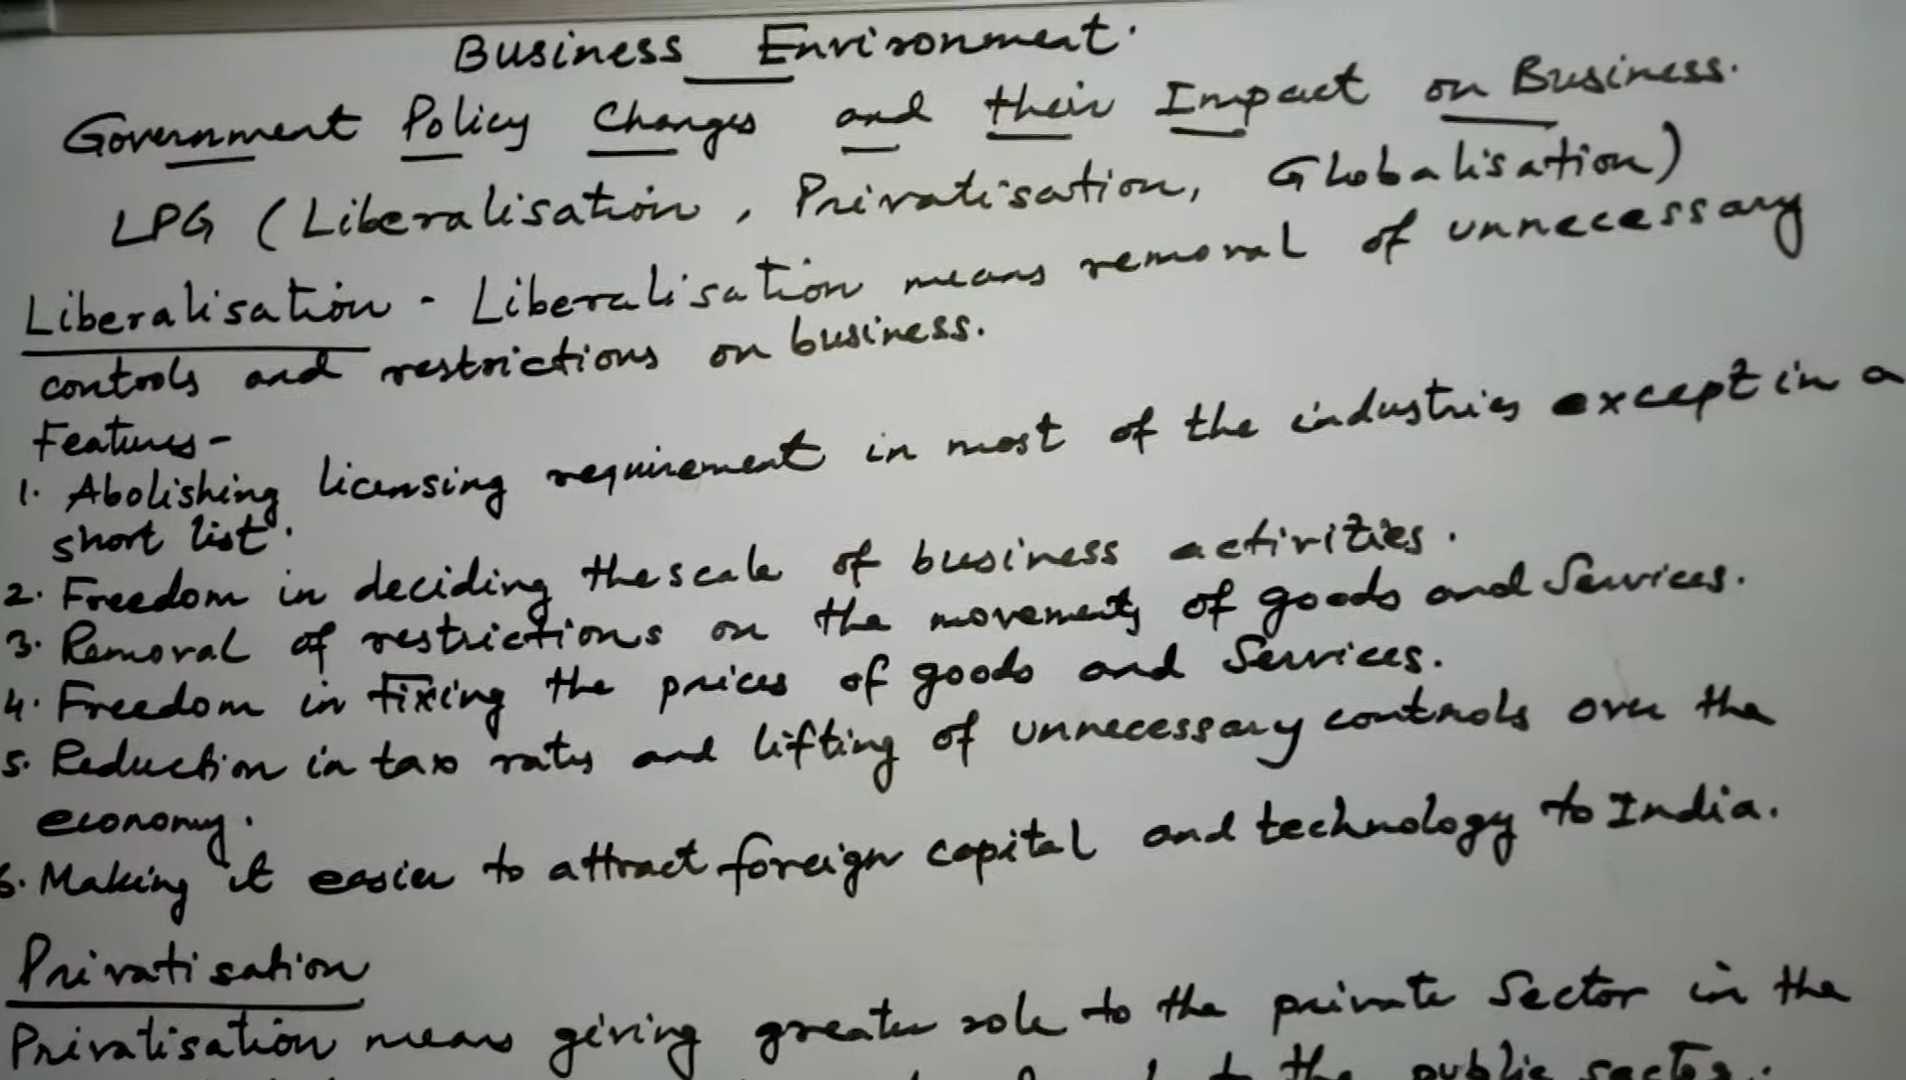 Business Environment.
Government Policy Changes and their Impact on Business.
LPG (Liberalisation, Privatisation, Globalisation)
Liberalisation - Liberalisation means removal of unnecessary
controls and restrictions on business.
Features -
1. Abolishing licensing requirement in most of the industries except in a
short list.
2. Freedom in deciding the scale of business activities.
3. Removal of restrictions on the movements of goods and Services.
4. Freedom in fixing the prices of goods and Services.
5. Reduction in tax rates and lifting of unnecessary controls over the
economy.
6. Making it easier to attract foreign capital and technology to India.
Privatisation
Privatisation means giving greater role to the private Sector in the
to the public sector.